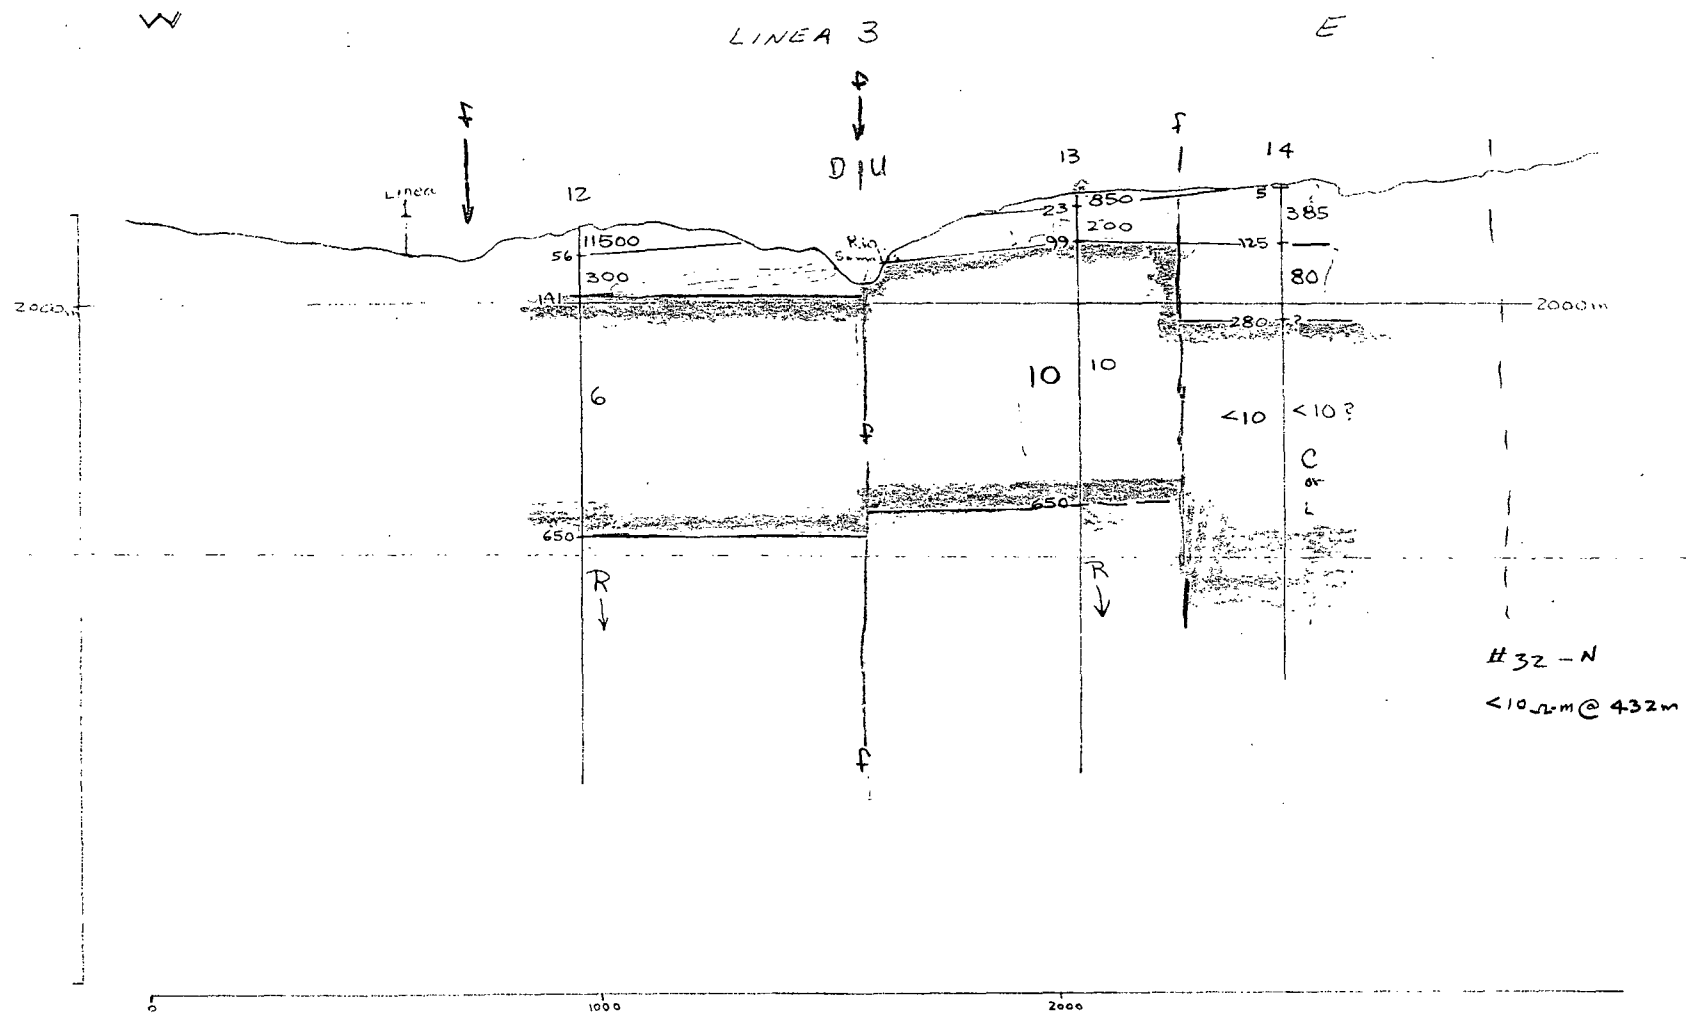 W
LINEA 3
E
f
f
D | U
f
12
13
14
Linea
11500
56
300
141
Rio
850
23
200
99
5
385
125
80
2000m
2000m
280 ?
6
10
10
<10
<10 ?
C
or
L
f
650
650
R
R
f
# 32 - N
<10 Ω-m @ 432m
0
1000
2000